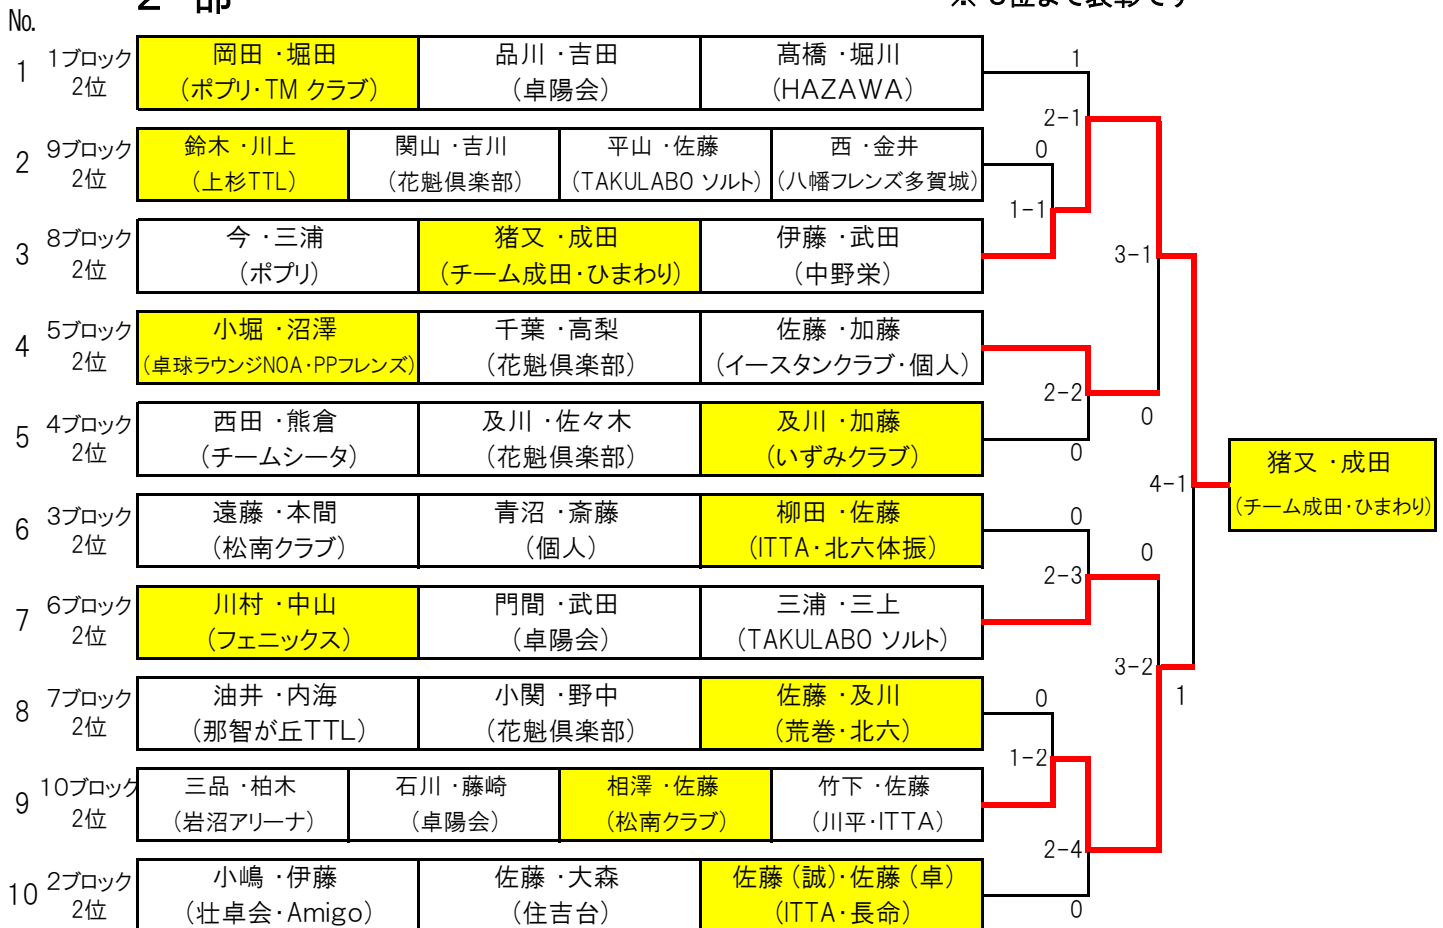 2 部
※ 3位まで表彰です
No.
1 1ブロック 2位
岡田・堀田 品川・吉田 髙橋・堀川
(ポプリ・TM クラブ) (卓陽会) (HAZAWA)
2 9ブロック 2位
鈴木・川上 関山・吉川 平山・佐藤 西・金井
(上杉TTL) (花魁倶楽部) (TAKULABO ソルト) (八幡フレンズ多賀城)
3 8ブロック 2位
今・三浦 猪又・成田 伊藤・武田
(ポプリ) (チーム成田・ひまわり) (中野栄)
4 5ブロック 2位
小堀・沼澤 千葉・高梨 佐藤・加藤
(卓球ラウンジNOA・PPフレンズ) (花魁倶楽部) (イースタンクラブ・個人)
5 4ブロック 2位
西田・熊倉 及川・佐々木 及川・加藤
(チームシータ) (花魁倶楽部) (いずみクラブ)
6 3ブロック 2位
遠藤・本間 青沼・斎藤 柳田・佐藤
(松南クラブ) (個人) (ITTA・北六体振)
7 6ブロック 2位
川村・中山 門間・武田 三浦・三上
(フェニックス) (卓陽会) (TAKULABO ソルト)
8 7ブロック 2位
油井・内海 小関・野中 佐藤・及川
(那智が丘TTL) (花魁倶楽部) (荒巻・北六)
9 10ブロック 2位
三品・柏木 石川・藤崎 相澤・佐藤 竹下・佐藤
(岩沼アリーナ) (卓陽会) (松南クラブ) (川平・ITTA)
10 2ブロック 2位
小嶋・伊藤 佐藤・大森 佐藤(誠)・佐藤(卓)
(壮卓会・Amigo) (住吉台) (ITTA・長命)
1
2-1
0
1-1
3-1
2-2
0
0
4-1
0
0
2-3
3-2
0
1
1-2
2-4
0
猪又・成田
(チーム成田・ひまわり)